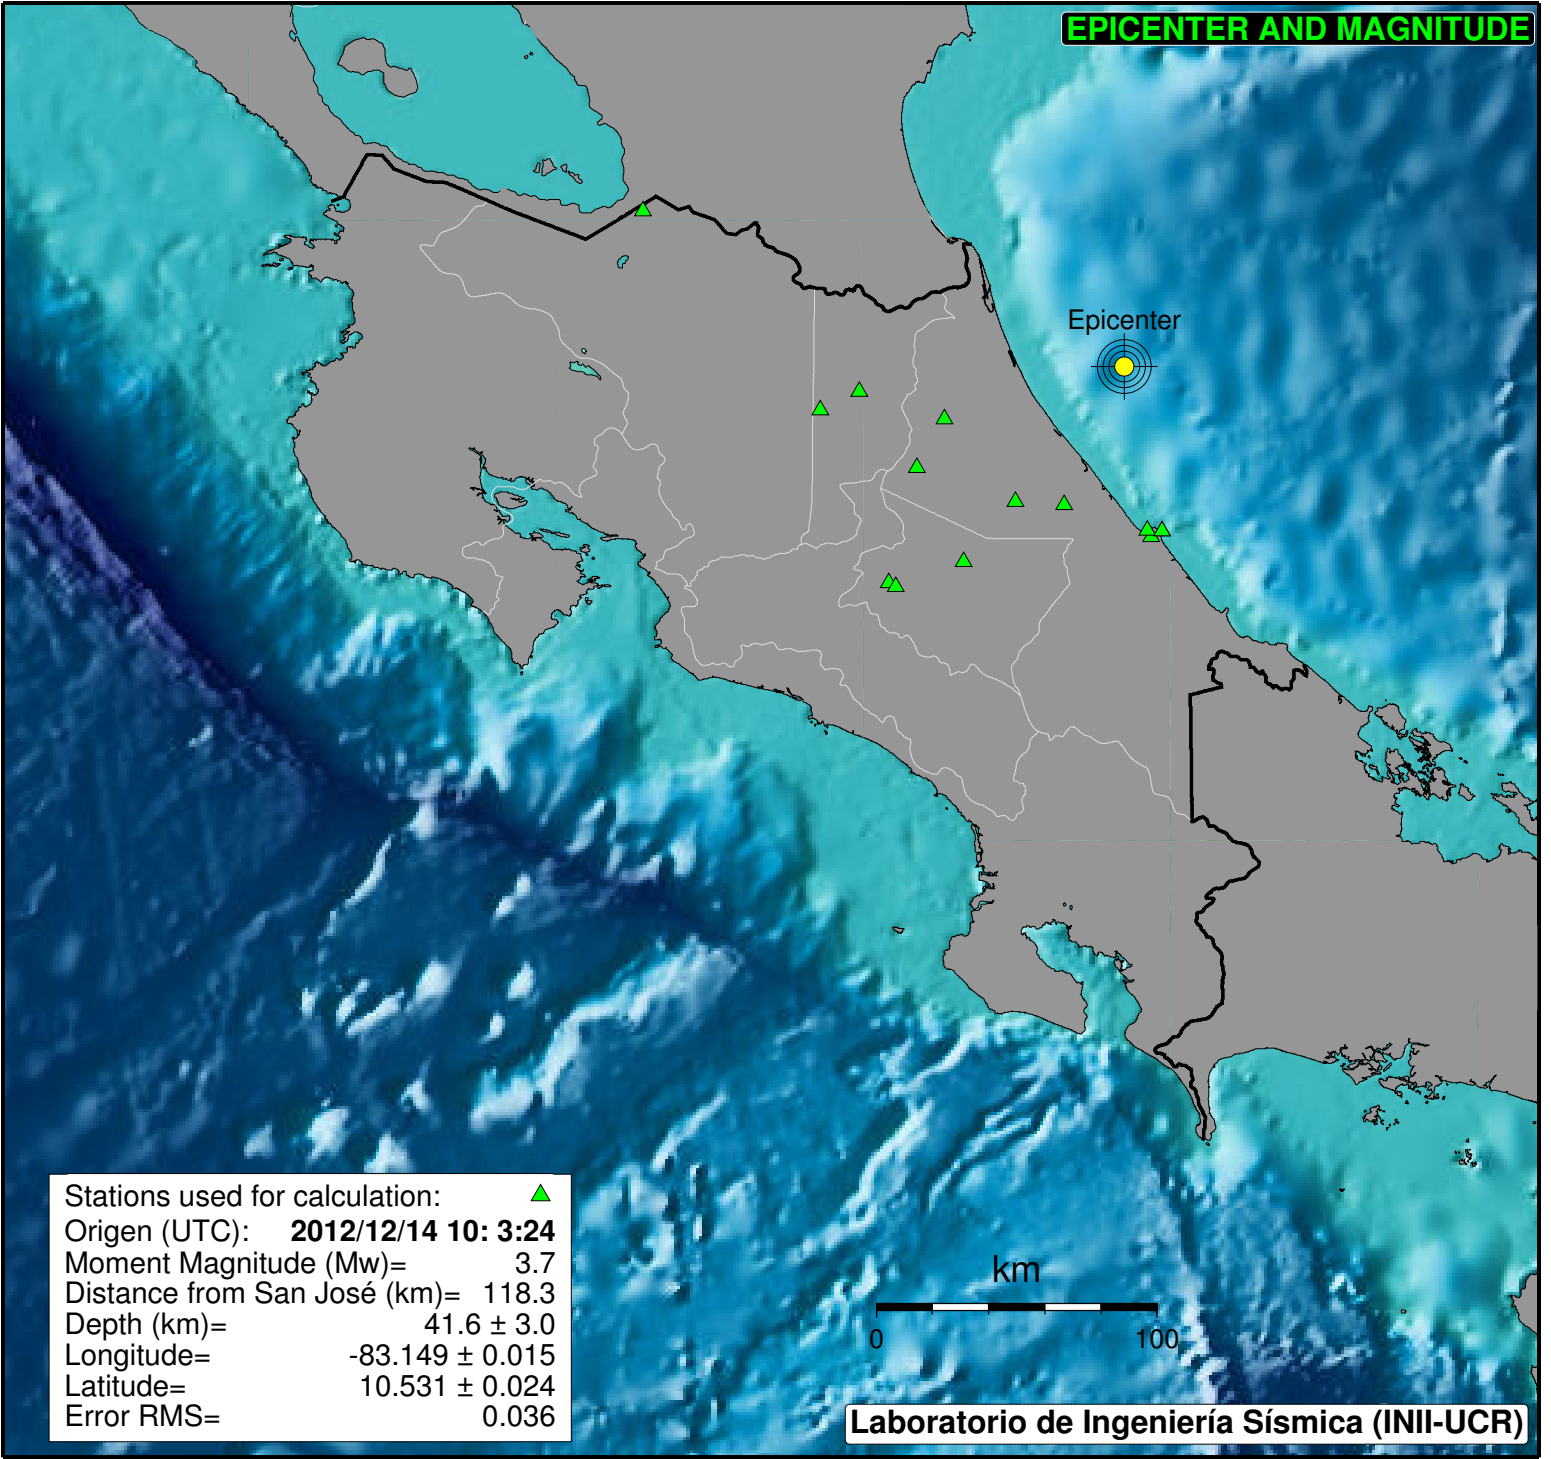 EPICENTER AND MAGNITUDE
Epicenter
Stations used for calculation:
Origen (UTC): 2012/12/14 10: 3:24
Moment Magnitude (Mw)= 3.7
Distance from San José (km)= 118.3
Depth (km)= 41.6 ± 3.0
Longitude= -83.149 ± 0.015
Latitude= 10.531 ± 0.024
Error RMS= 0.036
km
0 100
Laboratorio de Ingeniería Sísmica (INII-UCR)